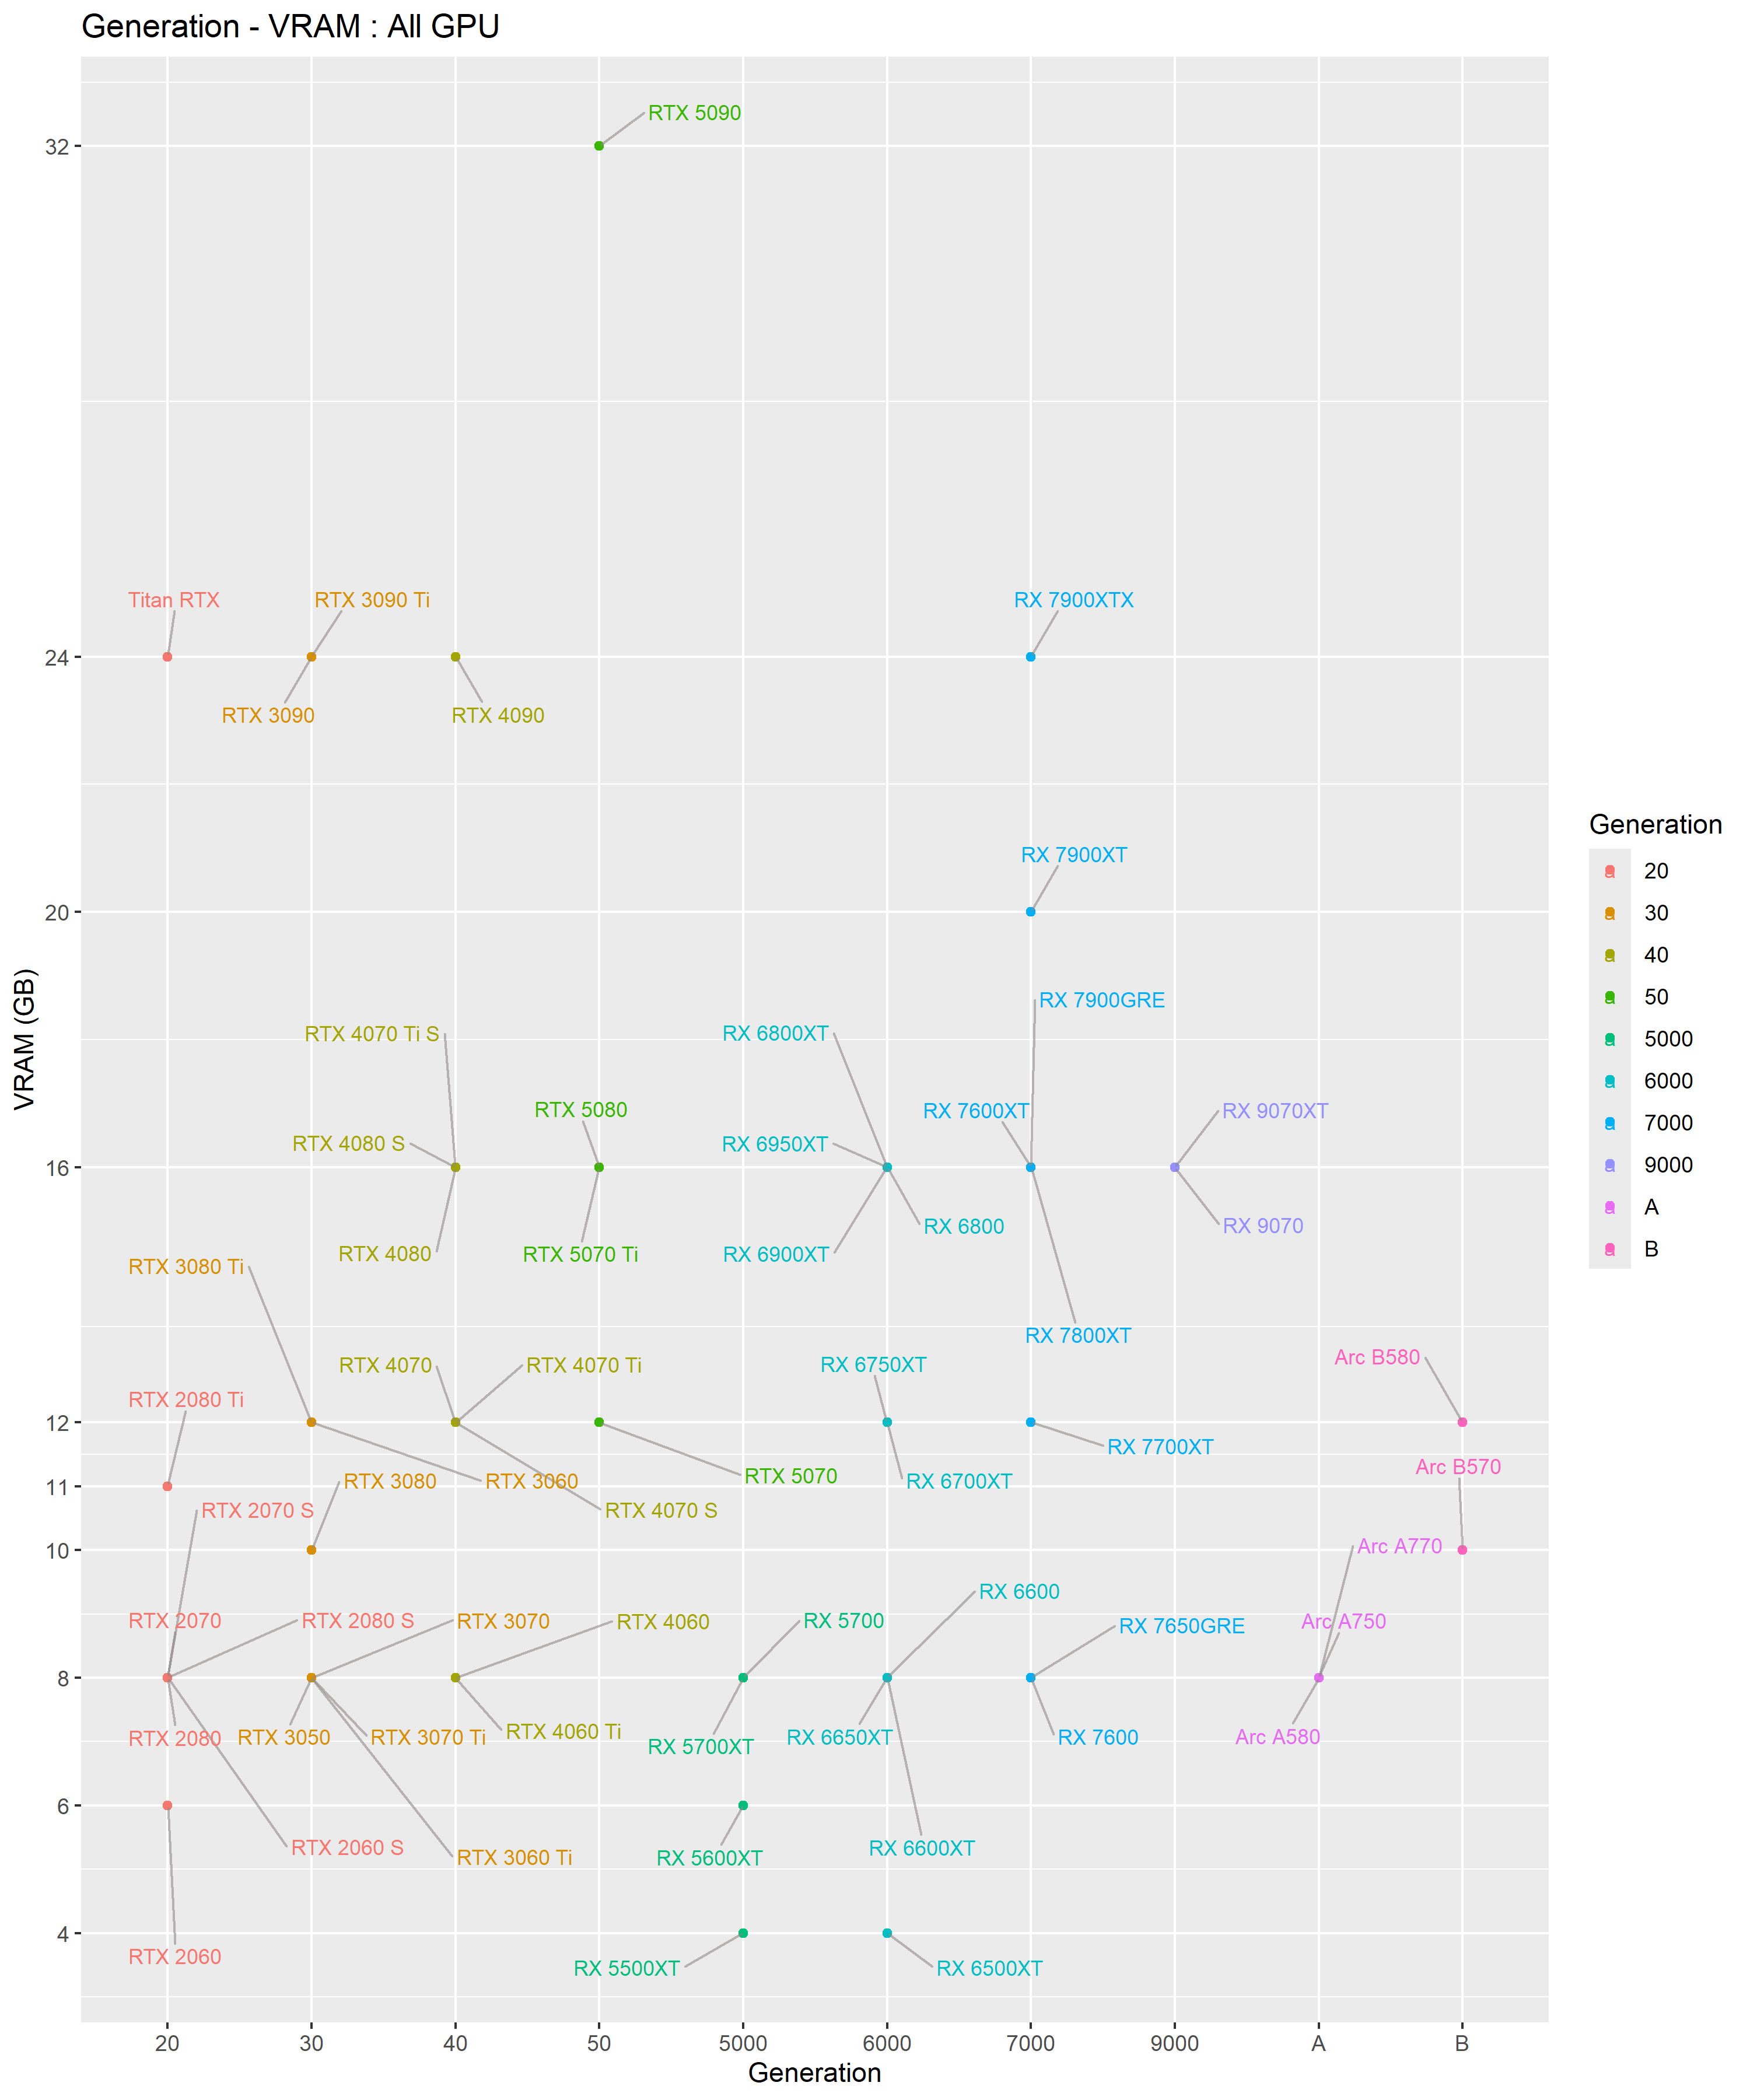 Generation - VRAM : All GPU
RTX 5090
32
Titan RTX
RTX 3090 Ti
RX 7900XTX
24
RTX 3090
RTX 4090
RX 7900XT
20
RX 7900GRE
RTX 4070 Ti S
RX 6800XT
RTX 5080
RX 7600XT
RX 9070XT
RTX 4080 S
RX 6950XT
16
RX 6800
RX 9070
RTX 4080
RTX 5070 Ti
RX 6900XT
RTX 3080 Ti
RX 7800XT
Arc B580
RTX 4070
RTX 4070 Ti
RX 6750XT
RTX 2080 Ti
12
RX 7700XT
Arc B570
RTX 5070
RTX 3080
RTX 3060
RX 6700XT
11
RTX 2070 S
RTX 4070 S
Arc A770
10
RX 6600
RTX 2070
RTX 2080 S
RTX 3070
RTX 4060
RX 5700
RX 7650GRE
Arc A750
8
RTX 2080
RTX 3050
RTX 3070 Ti
RTX 4060 Ti
RX 5700XT
RX 6650XT
RX 7600
Arc A580
6
RTX 2060 S
RTX 3060 Ti
RX 5600XT
RX 6600XT
4
RTX 2060
RX 5500XT
RX 6500XT
20
30
40
50
5000
6000
7000
9000
A
B
Generation
VRAM (GB)
Generation
a 20
a 30
a 40
a 50
a 5000
a 6000
a 7000
a 9000
a A
a B